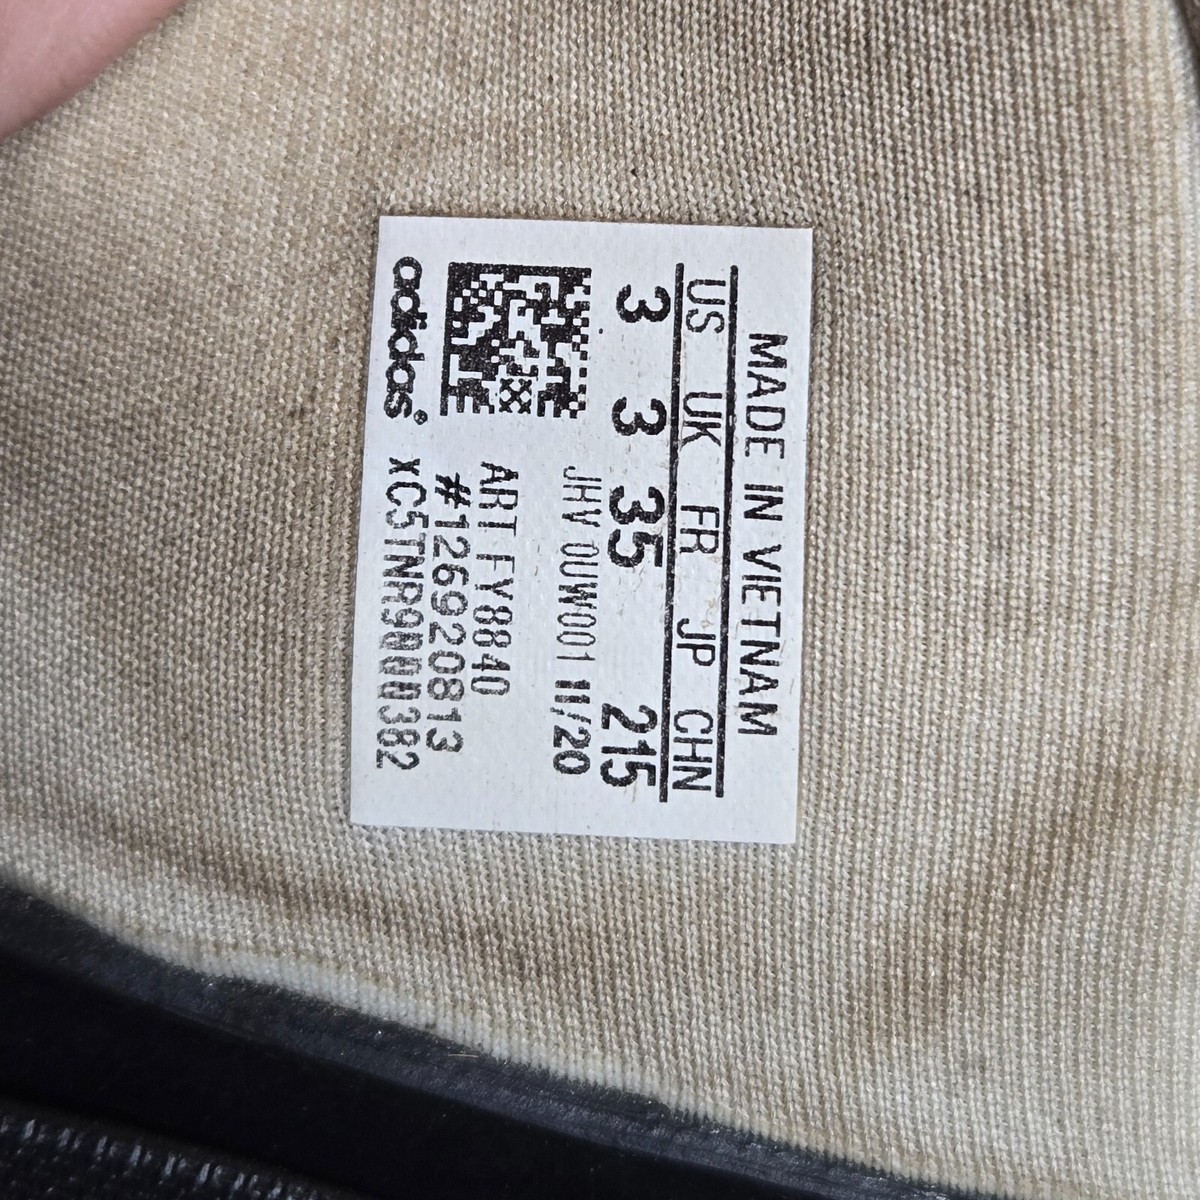 MADE IN VIETNAM
US UK FR JP CHN
3 3 35 215
JHV 0UW001 11/20
ART FY8840
#126920813
adidas®
XC5TNR9000382